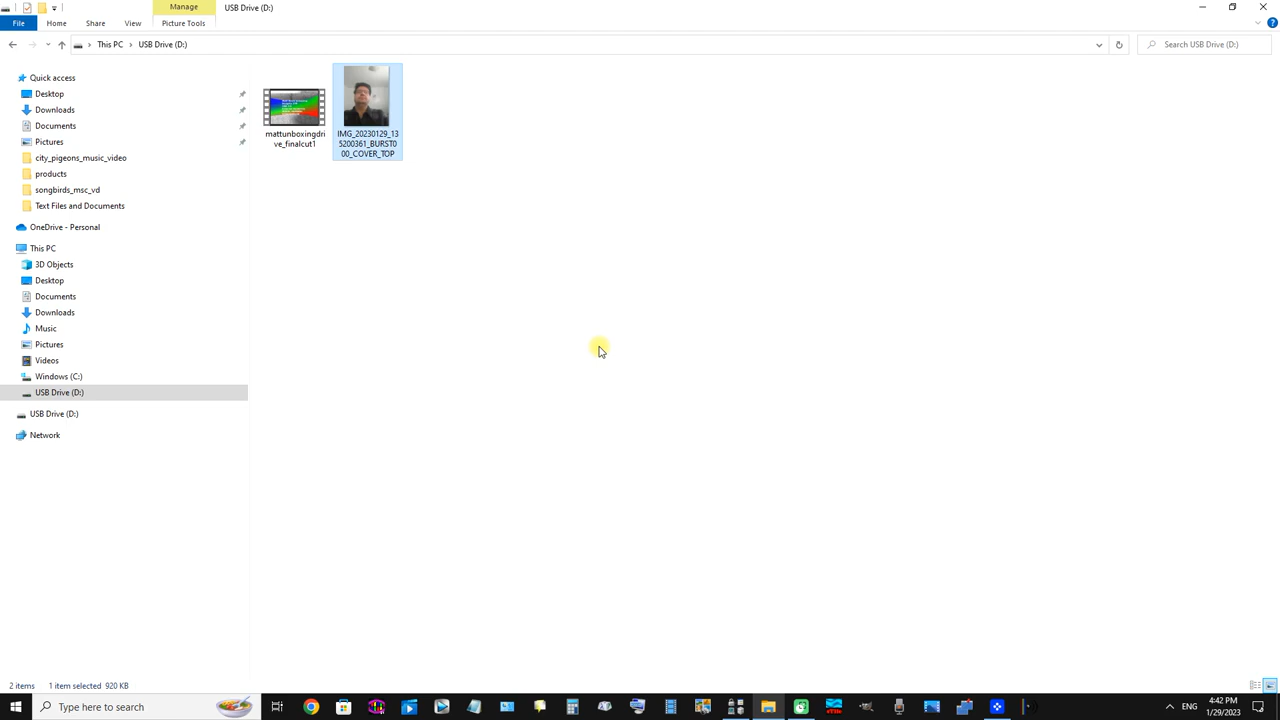 Manage
USB Drive (D:)
File
Home
Share
View
Picture Tools
This PC
USB Drive (D:)
Search USB Drive (D:)
Quick access
Desktop
Downloads
Documents
Pictures
city_pigeons_music_video
products
songbirds_msc_vd
Text Files and Documents
OneDrive - Personal
This PC
3D Objects
Desktop
Documents
Downloads
Music
Pictures
Videos
Windows (C:)
USB Drive (D:)
USB Drive (D:)
Network
mattunboxingdri
ve_finalcut1
IMG_20230129_13
5200361_BURST0
00_COVER_TOP
2 items
1 item selected 920 KB
Type here to search
ENG
4:42 PM
1/29/2023